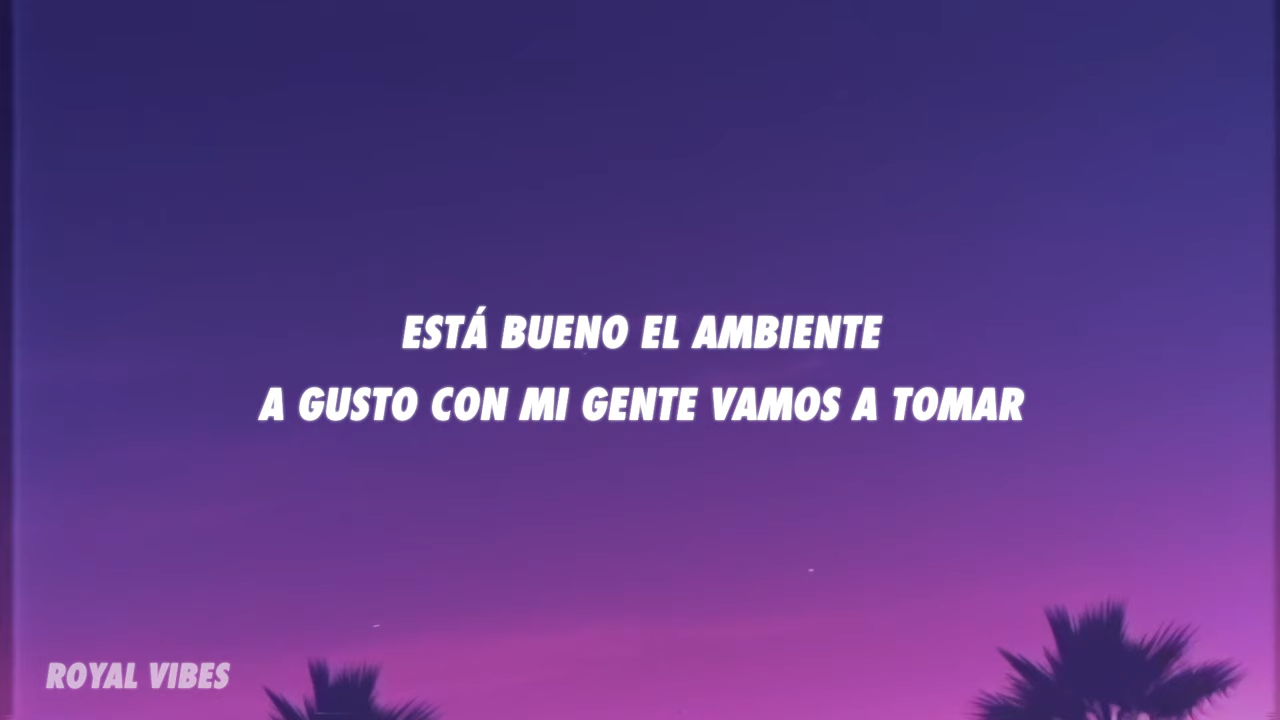 ESTÁ BUENO EL AMBIENTE
A GUSTO CON MI GENTE VAMOS A TOMAR
ROYAL VIBES